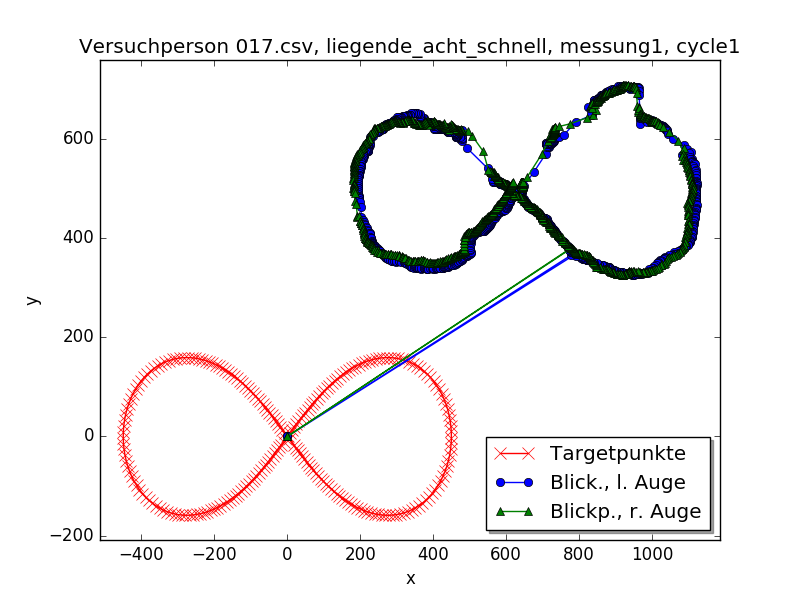 Versuchperson 017.csv, liegende_acht_schnell, messung1, cycle1
600
400
200
0
−200
y
−400
−200
0
200
400
600
800
1000
x
Targetpunkte
Blick., l. Auge
Blickp., r. Auge